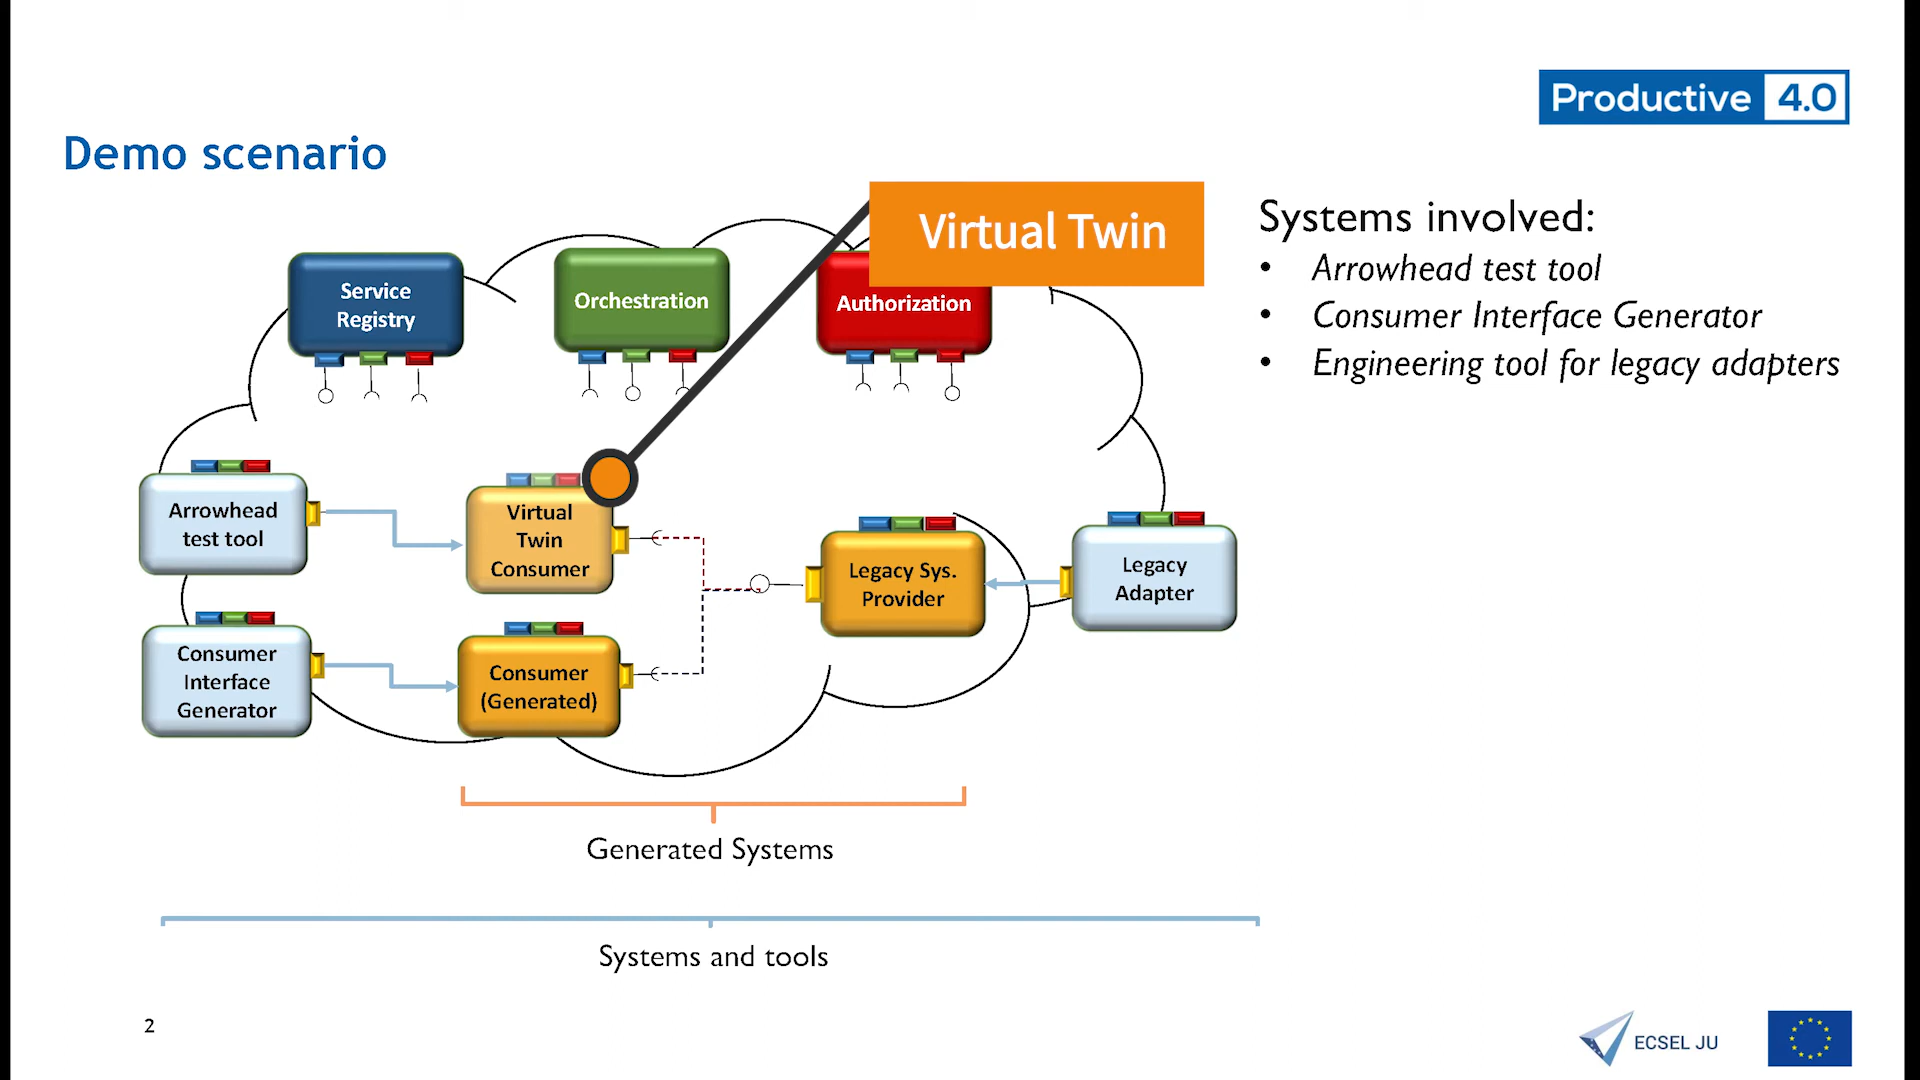 Productive 4.0
Demo scenario
Virtual Twin
Systems involved:
• Arrowhead test tool
• Consumer Interface Generator
• Engineering tool for legacy adapters
Service
Registry
Orchestration
Authorization
Arrowhead
test tool
Virtual
Twin
Consumer
Legacy Sys.
Provider
Legacy
Adapter
Consumer
Interface
Generator
Consumer
(Generated)
Generated Systems
Systems and tools
2
ECSEL JU